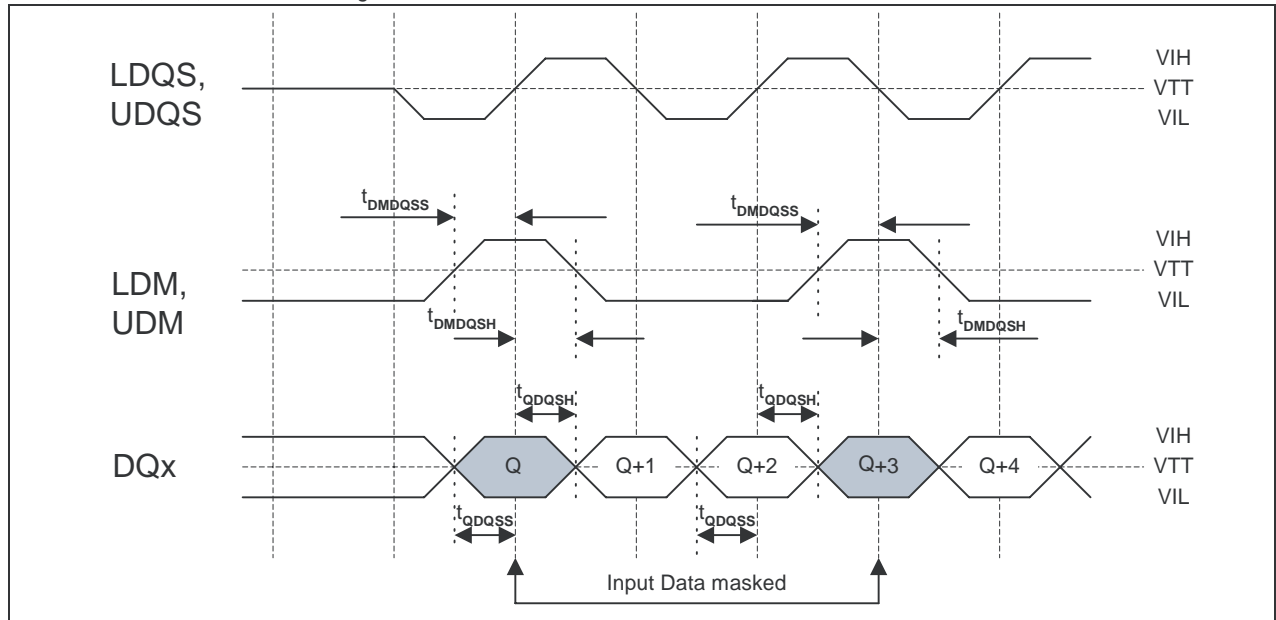 LDQS,
UDQS
VIH
VTT
VIL
tDMDQSS
tDMDQSS
LDM,
UDM
VIH
VTT
VIL
tDMDQSH
tDMDQSH
tQDQSH
tQDQSH
DQx
Q
Q+1
Q+2
Q+3
Q+4
VIH
VTT
VIL
tQDQSS
tQDQSS
Input Data masked